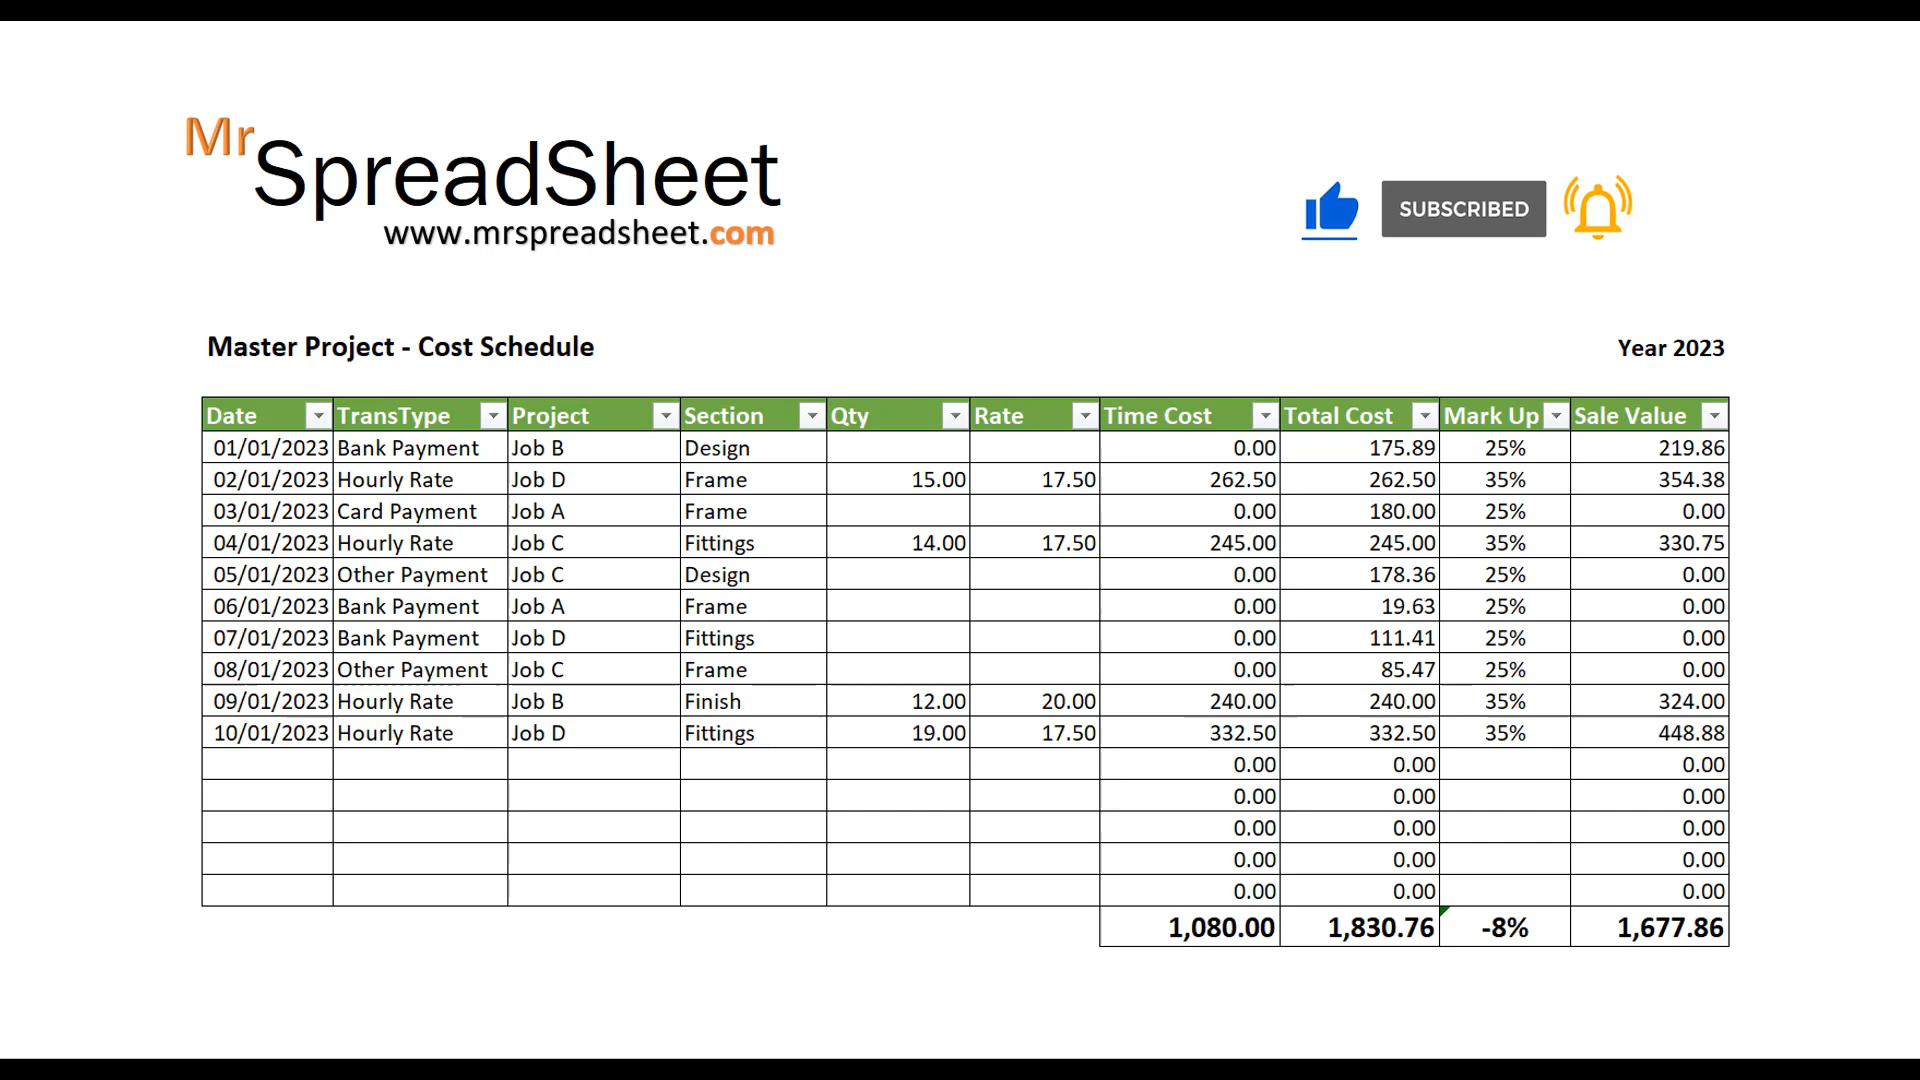 Mr
SpreadSheet
www.mrspreadsheet.com
SUBSCRIBED
Master Project - Cost Schedule Year 2023
Date TransType Project Section Qty Rate Time Cost Total Cost Mark Up Sale Value
01/01/2023 Bank Payment Job B Design 0.00 175.89 25% 219.86
02/01/2023 Hourly Rate Job D Frame 15.00 17.50 262.50 262.50 35% 354.38
03/01/2023 Card Payment Job A Frame 0.00 180.00 25% 0.00
04/01/2023 Hourly Rate Job C Fittings 14.00 17.50 245.00 245.00 35% 330.75
05/01/2023 Other Payment Job C Design 0.00 178.36 25% 0.00
06/01/2023 Bank Payment Job A Frame 0.00 19.63 25% 0.00
07/01/2023 Bank Payment Job D Fittings 0.00 111.41 25% 0.00
08/01/2023 Other Payment Job C Frame 0.00 85.47 25% 0.00
09/01/2023 Hourly Rate Job B Finish 12.00 20.00 240.00 240.00 35% 324.00
10/01/2023 Hourly Rate Job D Fittings 19.00 17.50 332.50 332.50 35% 448.88
0.00 0.00 0.00
0.00 0.00 0.00
0.00 0.00 0.00
0.00 0.00 0.00
0.00 0.00 0.00
1,080.00 1,830.76 -8% 1,677.86